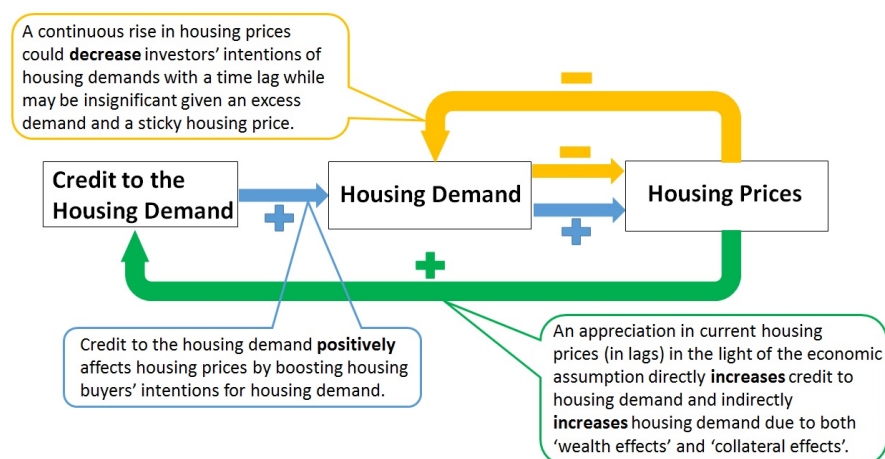 A continuous rise in housing prices
could decrease investors' intentions of
housing demands with a time lag while
may be insignificant given an excess
demand and a sticky housing price.
Credit to the
Housing Demand
Housing Demand
Housing Prices
Credit to the housing demand positively
affects housing prices by boosting housing
buyers' intentions for housing demand.
An appreciation in current housing
prices (in lags) in the light of the economic
assumption directly increases credit to
housing demand and indirectly
increases housing demand due to both
'wealth effects' and 'collateral effects'.